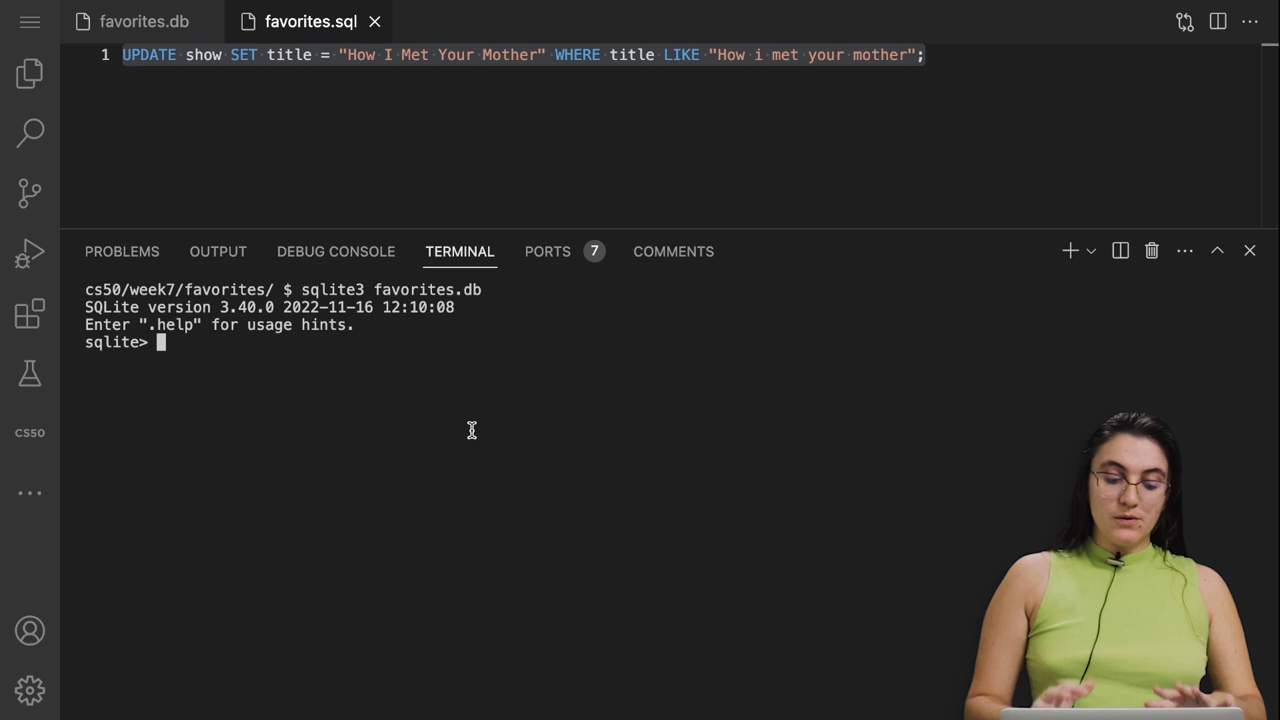 favorites.db
favorites.sql
1 UPDATE show SET title = "How I Met Your Mother" WHERE title LIKE "How i met your mother";
PROBLEMS OUTPUT DEBUG CONSOLE TERMINAL PORTS 7 COMMENTS
cs50/week7/favorites/ $ sqlite3 favorites.db
SQLite version 3.40.0 2022-11-16 12:10:08
Enter ".help" for usage hints.
sqlite>
CS50